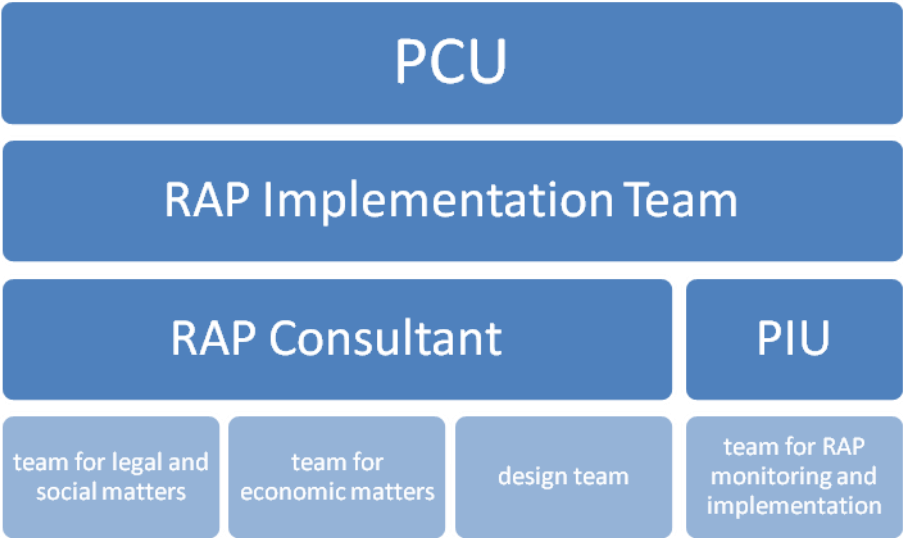 PCU
RAP Implementation Team
RAP Consultant
PIU
team for legal and
social matters
team for
economic matters
design team
team for RAP
monitoring and
implementation